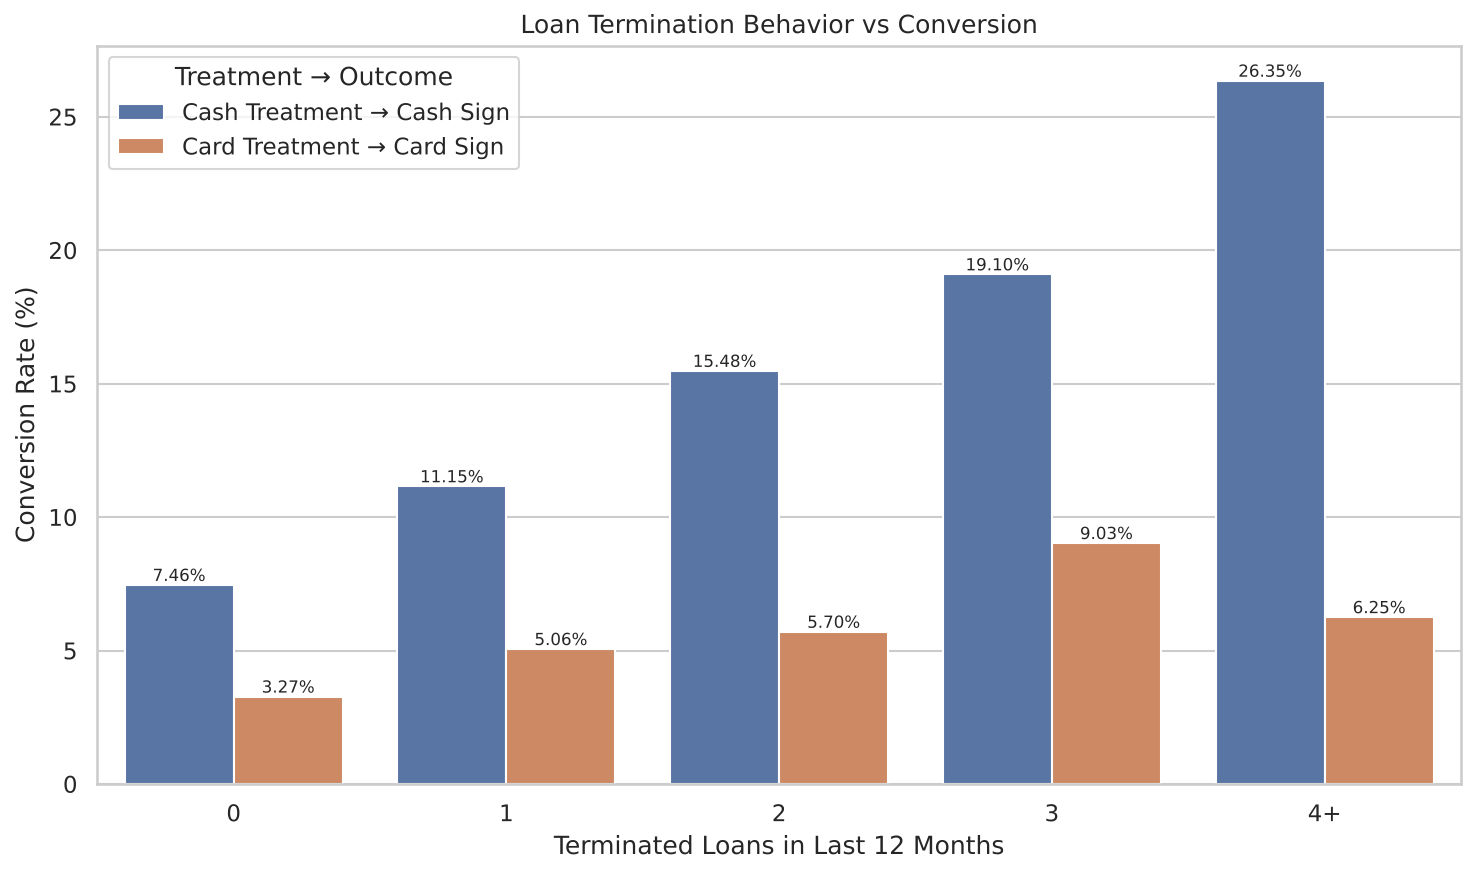 Loan Termination Behavior vs Conversion
Treatment → Outcome
Cash Treatment → Cash Sign
Card Treatment → Card Sign
Conversion Rate (%)
25
20
15
10
5
0
7.46%
3.27%
11.15%
5.06%
15.48%
5.70%
19.10%
9.03%
26.35%
6.25%
0 1 2 3 4+
Terminated Loans in Last 12 Months